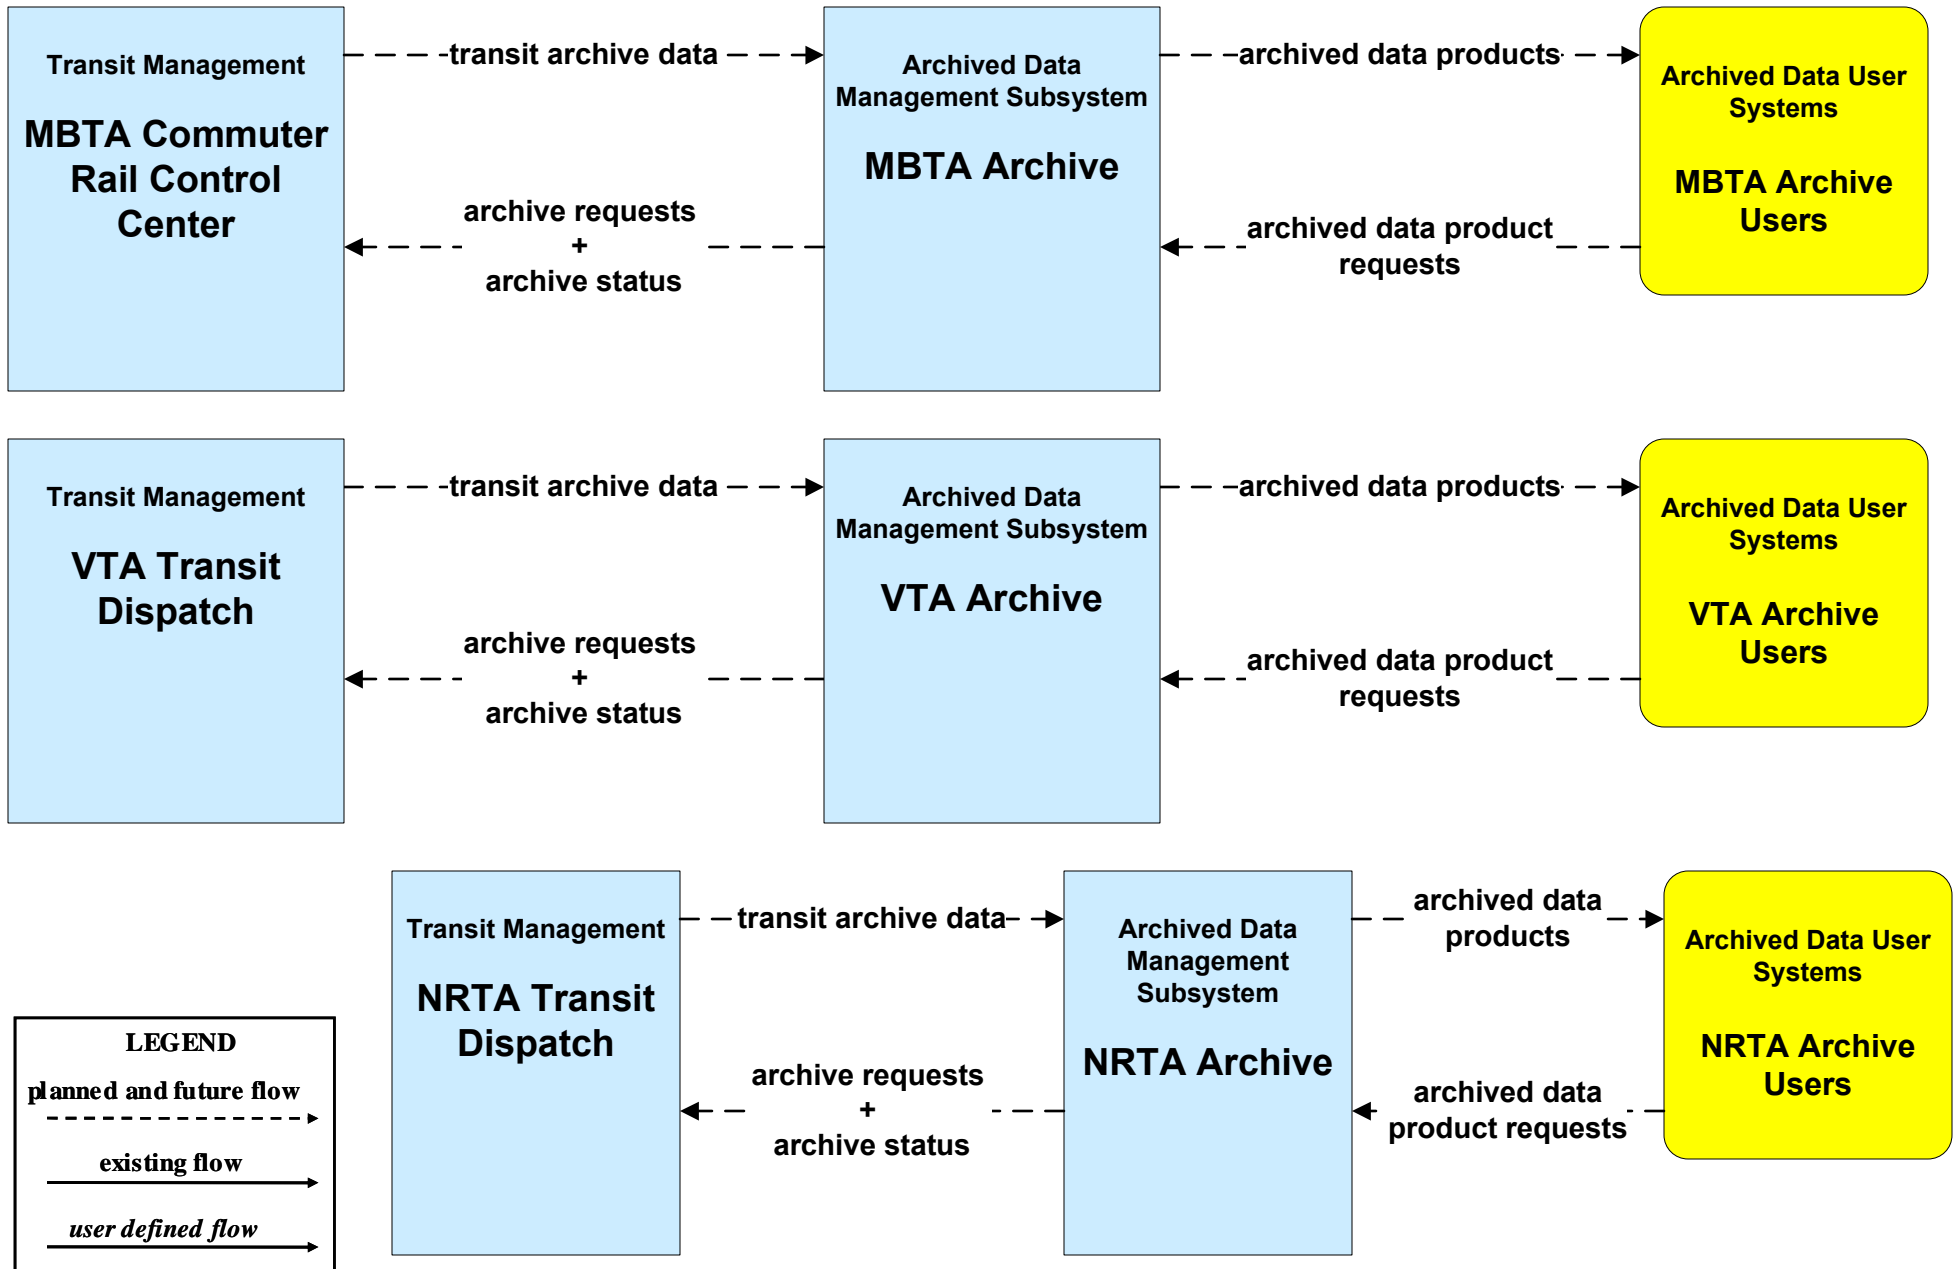 Transit Management
MBTA Commuter
Rail Control
Center
transit archive data
archive requests
+
archive status
Archived Data
Management Subsystem
MBTA Archive
archived data products
archived data product
requests
Archived Data User
Systems
MBTA Archive
Users
Transit Management
VTA Transit
Dispatch
transit archive data
archive requests
+
archive status
Archived Data
Management Subsystem
VTA Archive
archived data products
archived data product
requests
Archived Data User
Systems
VTA Archive
Users
Transit Management
NRTA Transit
Dispatch
transit archive data
archive requests
+
archive status
Archived Data
Management
Subsystem
NRTA Archive
archived data
products
archived data
product requests
Archived Data User
Systems
NRTA Archive
Users
LEGEND
planned and future flow
existing flow
user defined flow